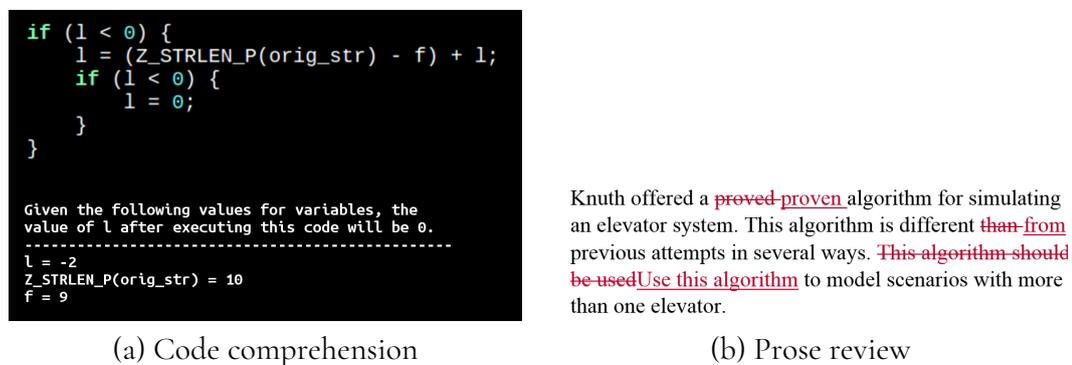 if (l < 0) {
    l = (Z_STRLEN_P(orig_str) - f) + l;
    if (l < 0) {
        l = 0;
    }
}
Given the following values for variables, the
value of l after executing this code will be 0.
-------------------------------------------------
l = -2
Z_STRLEN_P(orig_str) = 10
f = 9
(a) Code comprehension
Knuth offered a proved proven algorithm for simulating
an elevator system. This algorithm is different than from
previous attempts in several ways. This algorithm should
be usedUse this algorithm to model scenarios with more
than one elevator.
(b) Prose review